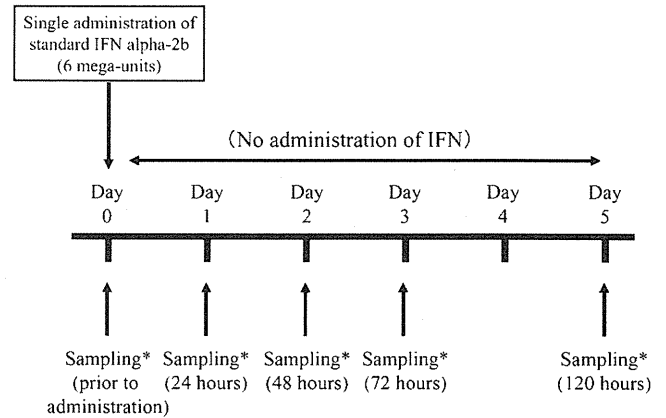 Single administration of
standard IFN alpha-2b
(6 mega-units)
(No administration of IFN)
Day Day Day Day Day Day
0 1 2 3 4 5
Sampling* Sampling* Sampling* Sampling* Sampling*
(prior to (24 hours) (48 hours) (72 hours) (120 hours)
administration)